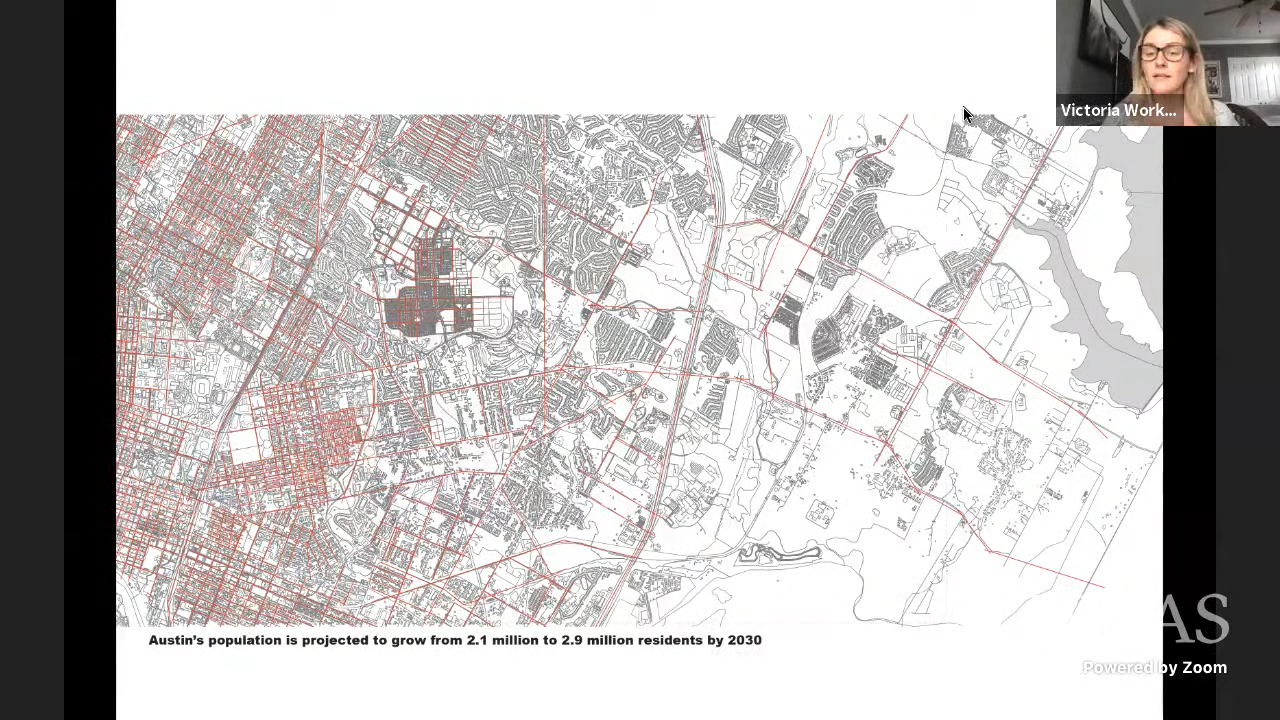 Victoria Work...
Austin's population is projected to grow from 2.1 million to 2.9 million residents by 2030
AS
Powered by Zoom